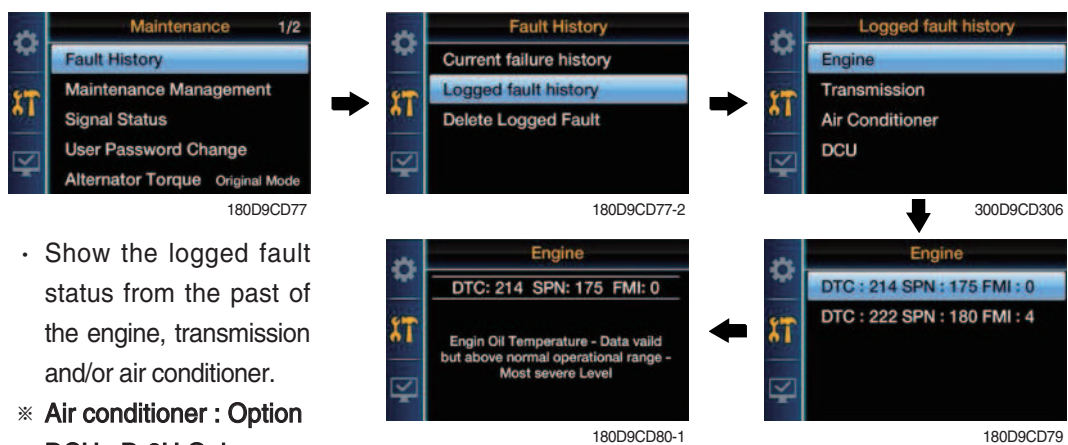 Maintenance 1/2
Fault History
Maintenance Management
Signal Status
User Password Change
Alternator Torque Original Mode
180D9CD77
Fault History
Current failure history
Logged fault history
Delete Logged Fault
180D9CD77-2
Logged fault history
Engine
Transmission
Air Conditioner
DCU
300D9CD306
· Show the logged fault
status from the past of
the engine, transmission
and/or air conditioner.
※ Air conditioner : Option
Engine
DTC: 214 SPN: 175 FMI: 0
Engin Oil Temperature - Data vaild
but above normal operational range -
Most severe Level
180D9CD80-1
Engine
DTC : 214 SPN : 175 FMI : 0
DTC : 222 SPN : 180 FMI : 4
180D9CD79